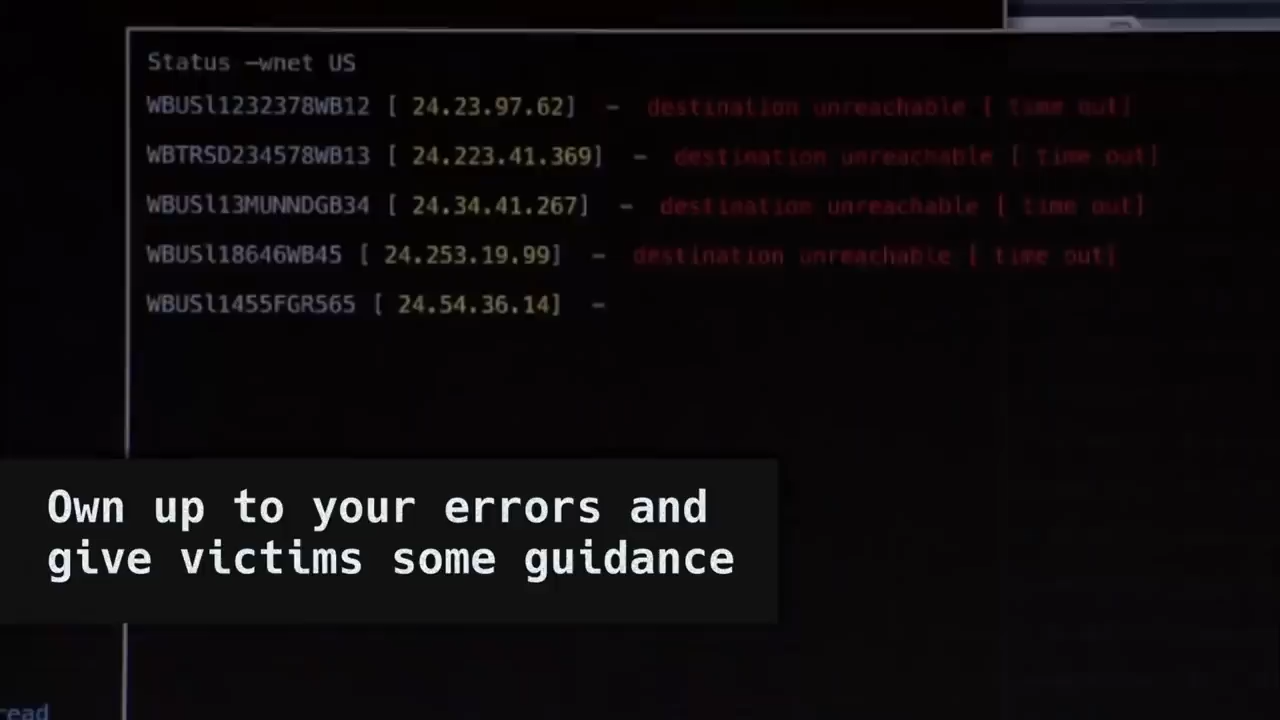 Status –wnet US
WBUSl1232378WB12 [ 24.23.97.62] – destination unreachable [ time out]
WBTRSD234578WB13 [ 24.223.41.369] – destination unreachable [ time out]
WBUSl13MUNNDGB34 [ 24.34.41.267] – destination unreachable [ time out]
WBUSl18646WB45 [ 24.253.19.99] – destination unreachable [ time out]
WBUSl1455FGR565 [ 24.54.36.14] –
Own up to your errors and
give victims some guidance
read